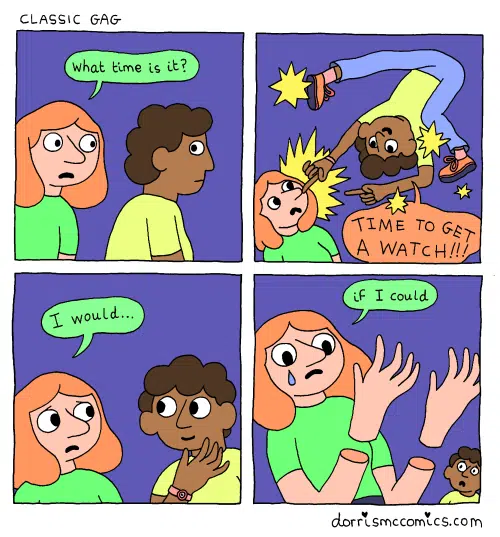 CLASSIC GAG
What time is it?
TIME TO GET
A WATCH!!!
I would...
if I could
dorrismccomics.com